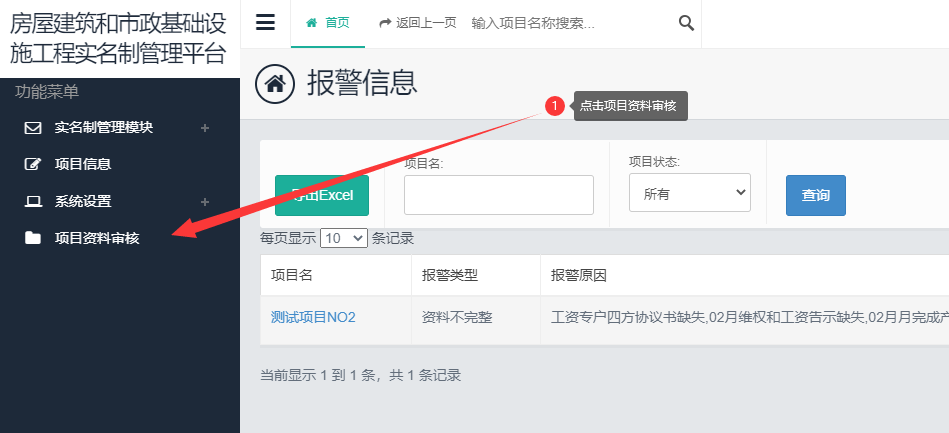 房屋建筑和市政基础设
施工程实名制管理平台
首页
返回上一页
输入项目名称搜索...
功能菜单
实名制管理模块 +
项目信息
系统设置 +
项目资料审核
报警信息
1 点击项目资料审核
项目名:
项目状态:
导出Excel
所有
查询
每页显示 10 条记录
项目名 报警类型 报警原因
测试项目NO2 资料不完整 工资专户四方协议书缺失,02月维权和工资告示缺失,02月月完成产
当前显示 1 到 1 条，共 1 条记录